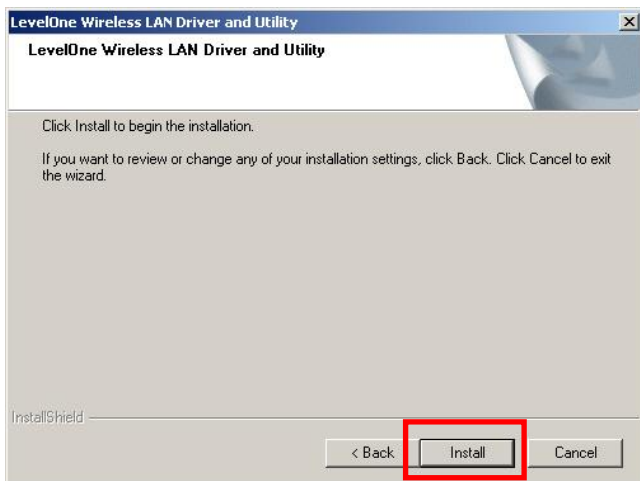 LevelOne Wireless LAN Driver and Utility
LevelOne Wireless LAN Driver and Utility
Click Install to begin the installation.
If you want to review or change any of your installation settings, click Back. Click Cancel to exit
the wizard.
InstallShield
< Back Install Cancel